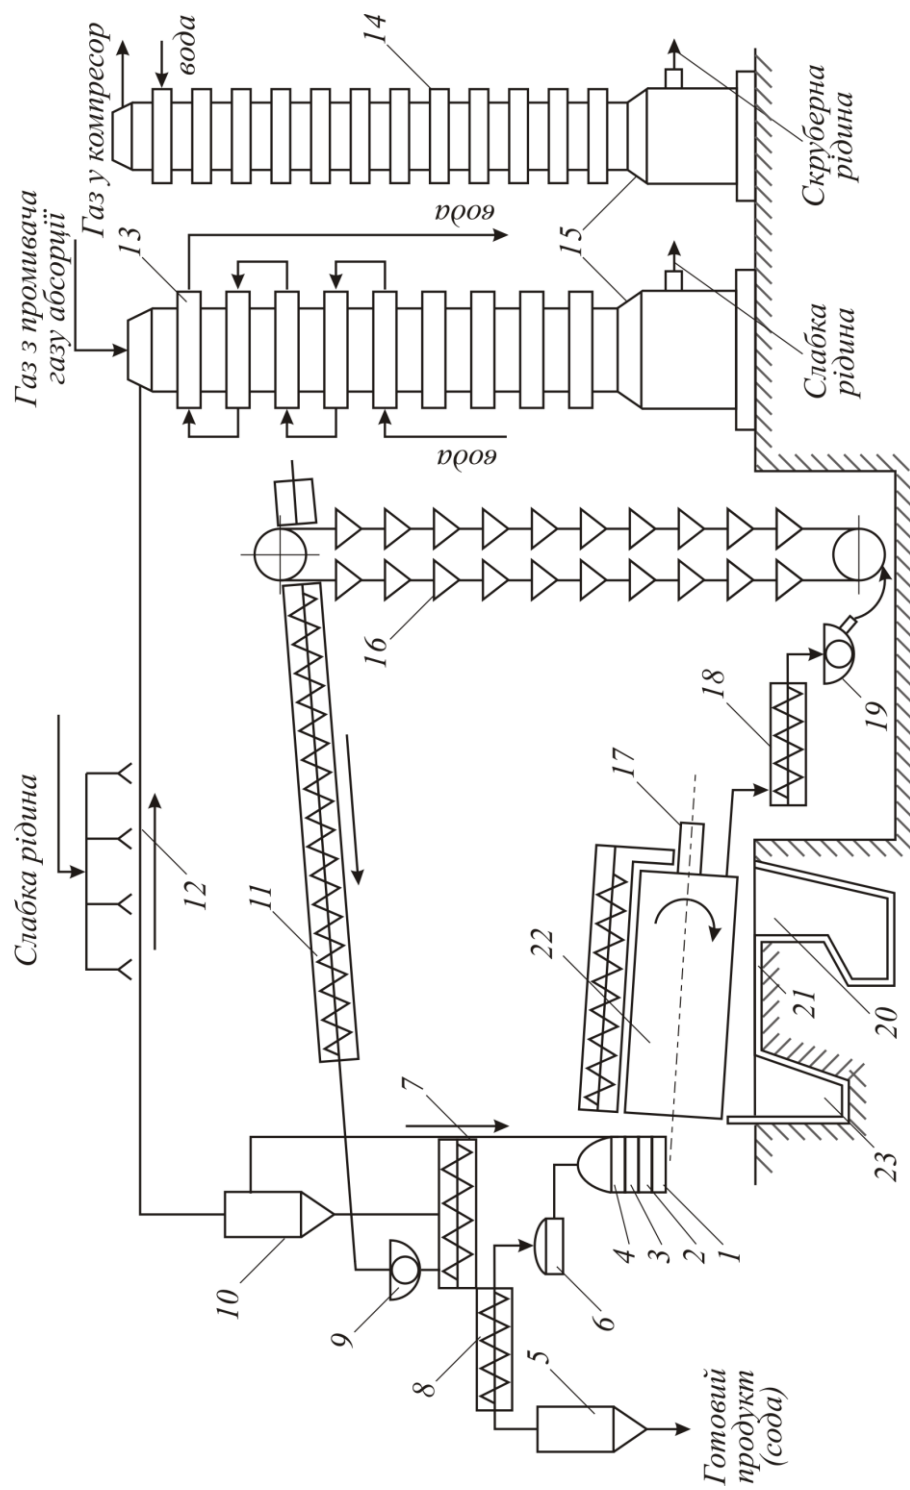 Газ у компресор
вода
14
Газ з промивача
газу абсорції
13
вода
15
Скруберна
рідина
вода
Слабка
рідина
Слабка рідина
12
11
16
18
19
17
22
21
20
23
7
10
9
8
6
5
4
3
2
1
Готовий
продукт
(сода)